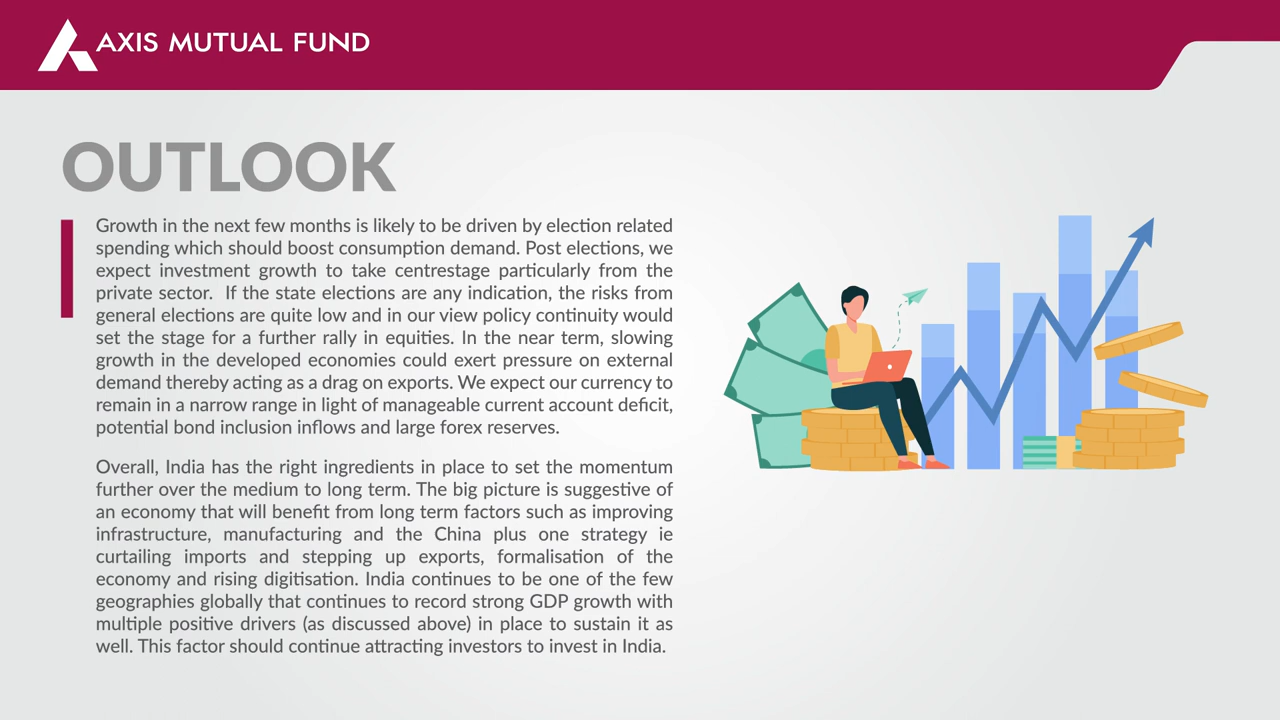 AXIS MUTUAL FUND
OUTLOOK
Growth in the next few months is likely to be driven by election related
spending which should boost consumption demand. Post elections, we
expect investment growth to take centrestage particularly from the
private sector.  If the state elections are any indication, the risks from
general elections are quite low and in our view policy continuity would
set the stage for a further rally in equities. In the near term, slowing
growth in the developed economies could exert pressure on external
demand thereby acting as a drag on exports. We expect our currency to
remain in a narrow range in light of manageable current account deficit,
potential bond inclusion inflows and large forex reserves.
Overall, India has the right ingredients in place to set the momentum
further over the medium to long term. The big picture is suggestive of
an economy that will benefit from long term factors such as improving
infrastructure, manufacturing and the China plus one strategy ie
curtailing imports and stepping up exports, formalisation of the
economy and rising digitisation. India continues to be one of the few
geographies globally that continues to record strong GDP growth with
multiple positive drivers (as discussed above) in place to sustain it as
well. This factor should continue attracting investors to invest in India.